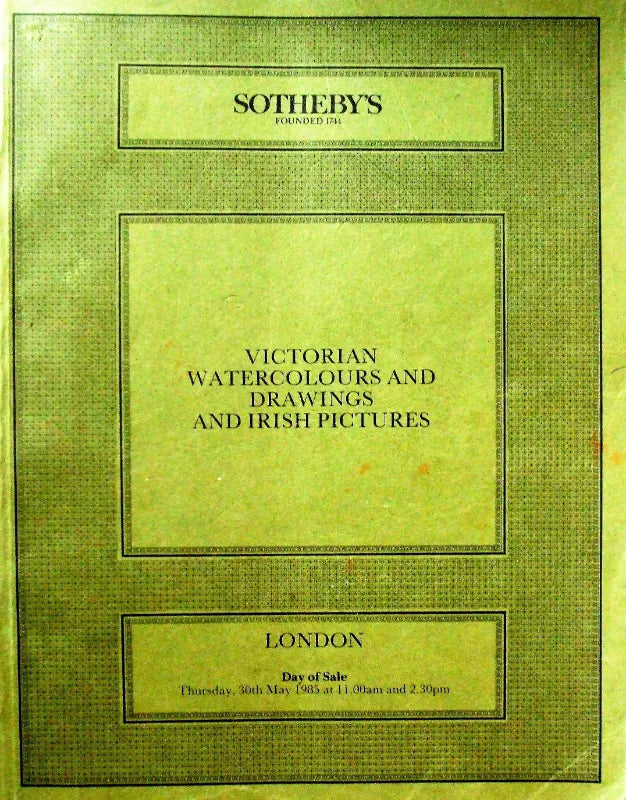 SOTHEBY'S
FOUNDED 1744
VICTORIAN
WATERCOLOURS AND
DRAWINGS
AND IRISH PICTURES
LONDON
Day of Sale
Thursday, 30th May 1985 at 11.00am and 2.30pm